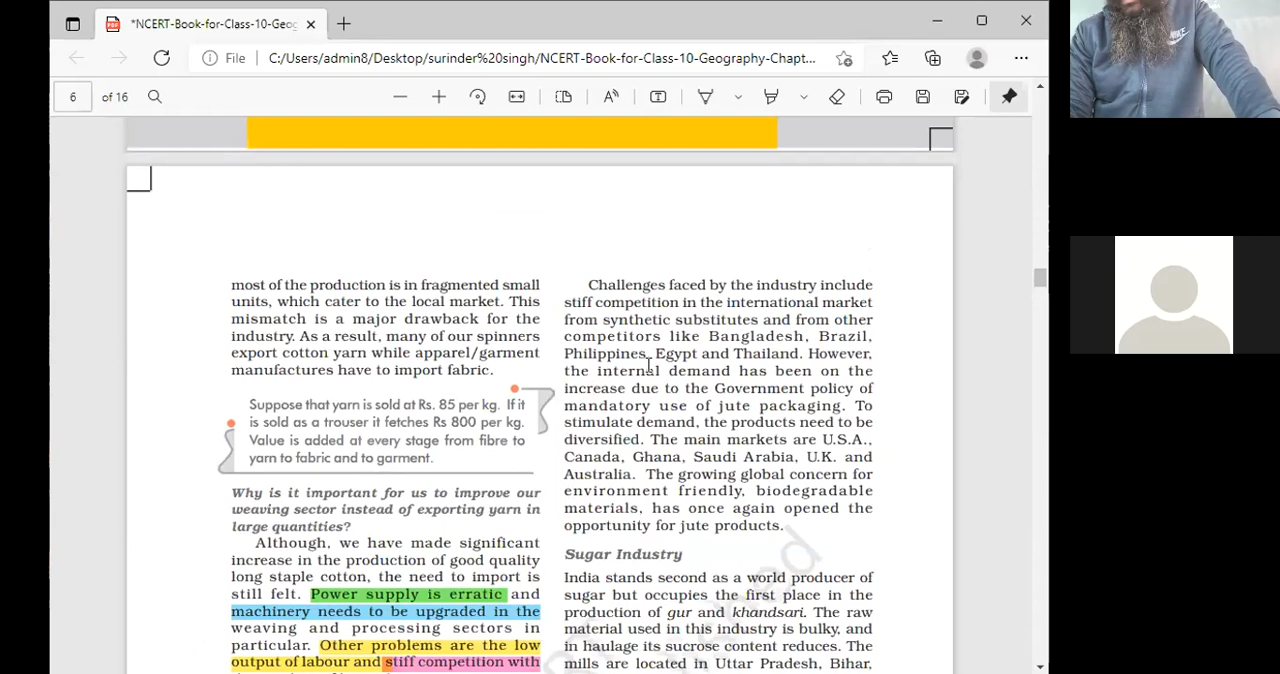 *NCERT-Book-for-Class-10-Geog
File C:/Users/admin8/Desktop/surinder%20singh/NCERT-Book-for-Class-10-Geography-Chapt...
6 of 16
most of the production is in fragmented small
units, which cater to the local market. This
mismatch is a major drawback for the
industry. As a result, many of our spinners
export cotton yarn while apparel/garment
manufactures have to import fabric.
Suppose that yarn is sold at Rs. 85 per kg. If it
is sold as a trouser it fetches Rs 800 per kg.
Value is added at every stage from fibre to
yarn to fabric and to garment.
Why is it important for us to improve our
weaving sector instead of exporting yarn in
large quantities?
Although, we have made significant
increase in the production of good quality
long staple cotton, the need to import is
still felt. Power supply is erratic and
machinery needs to be upgraded in the
weaving and processing sectors in
particular. Other problems are the low
output of labour and stiff competition with
Challenges faced by the industry include
stiff competition in the international market
from synthetic substitutes and from other
competitors like Bangladesh, Brazil,
Philippines, Egypt and Thailand. However,
the internal demand has been on the
increase due to the Government policy of
mandatory use of jute packaging. To
stimulate demand, the products need to be
diversified. The main markets are U.S.A.,
Canada, Ghana, Saudi Arabia, U.K. and
Australia. The growing global concern for
environment friendly, biodegradable
materials, has once again opened the
opportunity for jute products.
Sugar Industry
India stands second as a world producer of
sugar but occupies the first place in the
production of gur and khandsari. The raw
material used in this industry is bulky, and
in haulage its sucrose content reduces. The
mills are located in Uttar Pradesh, Bihar,
NIKE